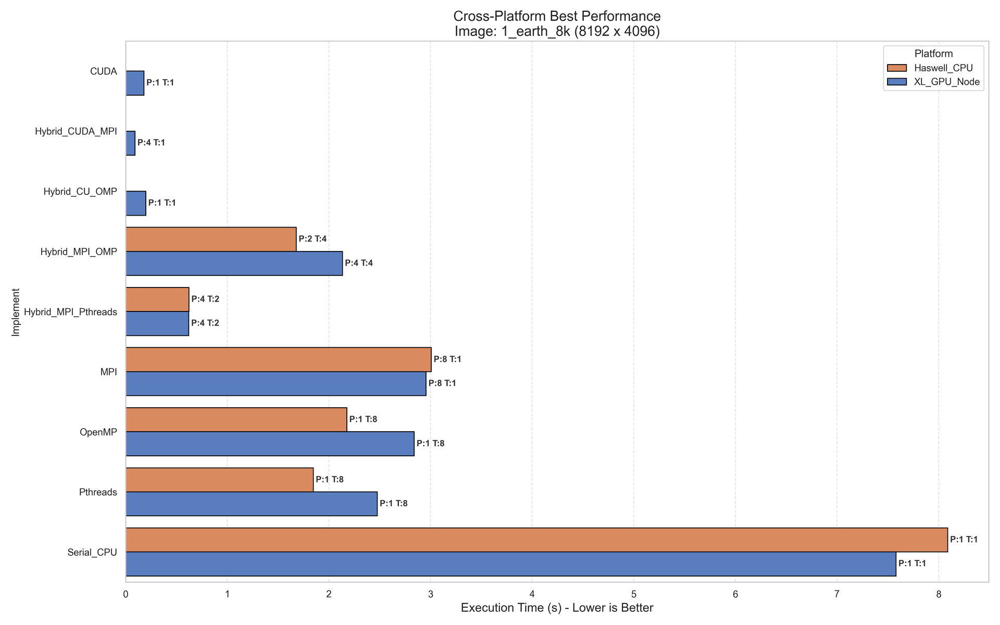 Cross-Platform Best Performance
Image: 1_earth_8k (8192 x 4096)
Platform
Haswell_CPU
XL_GPU_Node
Implement
CUDA
P:1 T:1
Hybrid_CUDA_MPI
P:4 T:1
Hybrid_CU_OMP
P:1 T:1
Hybrid_MPI_OMP
P:2 T:4
P:4 T:4
Hybrid_MPI_Pthreads
P:4 T:2
P:4 T:2
MPI
P:8 T:1
P:8 T:1
OpenMP
P:1 T:8
P:1 T:8
Pthreads
P:1 T:8
P:1 T:8
Serial_CPU
P:1 T:1
P:1 T:1
0 1 2 3 4 5 6 7 8
Execution Time (s) - Lower is Better